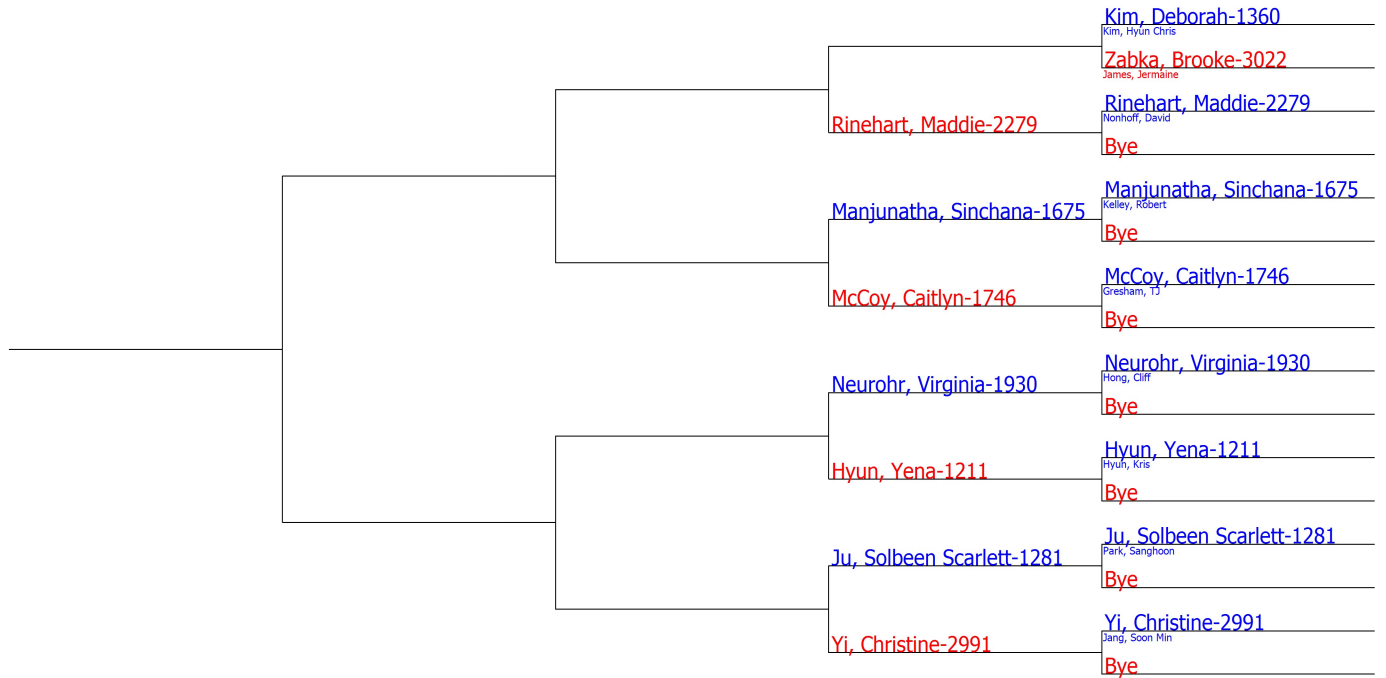 Kim, Deborah-1360
Kim, Hyun Chris
Zabka, Brooke-3022
James, Jermaine
Rinehart, Maddie-2279
Nonhoff, David
Rinehart, Maddie-2279
Bye
Manjunatha, Sinchana-1675
Kelley, Robert
Manjunatha, Sinchana-1675
Bye
McCoy, Caitlyn-1746
Gresham, TJ
McCoy, Caitlyn-1746
Bye
Neurohr, Virginia-1930
Hong, Cliff
Neurohr, Virginia-1930
Bye
Hyun, Yena-1211
Hyun, Kris
Hyun, Yena-1211
Bye
Ju, Solbeen Scarlett-1281
Park, Sanghoon
Ju, Solbeen Scarlett-1281
Bye
Yi, Christine-2991
Jang, Soon Min
Yi, Christine-2991
Bye